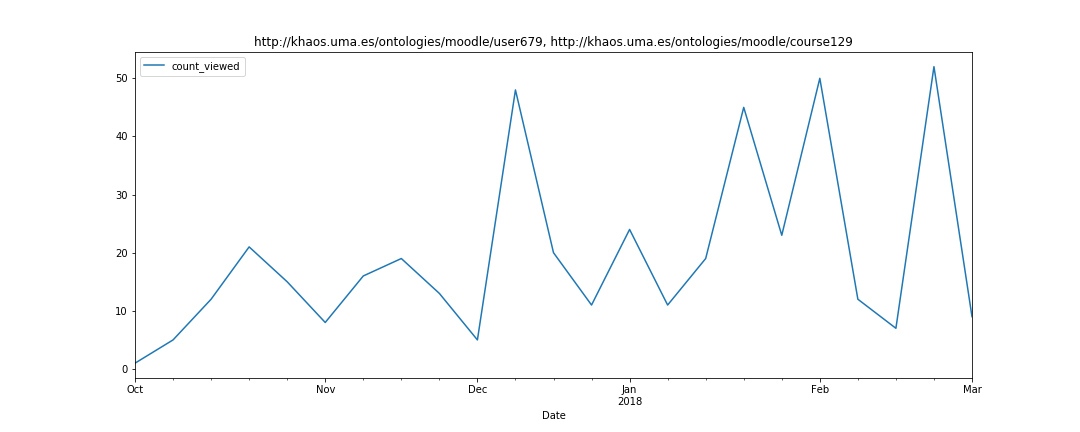 http://khaos.uma.es/ontologies/moodle/user679, http://khaos.uma.es/ontologies/moodle/course129
count_viewed
50
40
30
20
10
0
Oct Nov Dec Jan Feb Mar
2018
Date